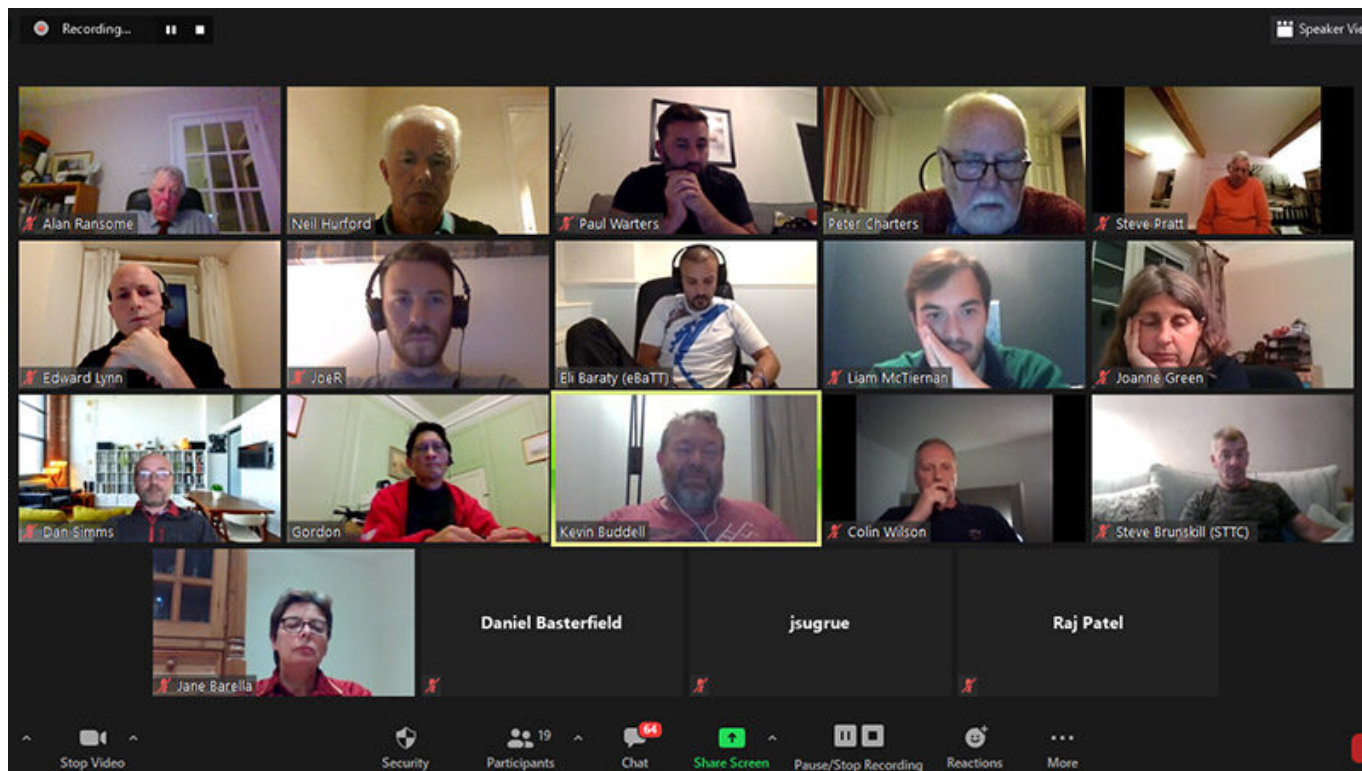 Recording...
Speaker Vie
Alan Ransome
Neil Hurford
Paul Warters
Peter Charters
Steve Pratt
Edward Lynn
JoeR
Eli Baraty (eBaTT)
Liam McTiernan
Joanne Green
Dan Simms
Gordon
Kevin Buddell
Colin Wilson
Steve Brunskill (STTC)
Jane Barella
Daniel Basterfield
jsugrue
Raj Patel
19
64
Stop Video
Security
Participants
Chat
Share Screen
Pause/Stop Recording
Reactions
More